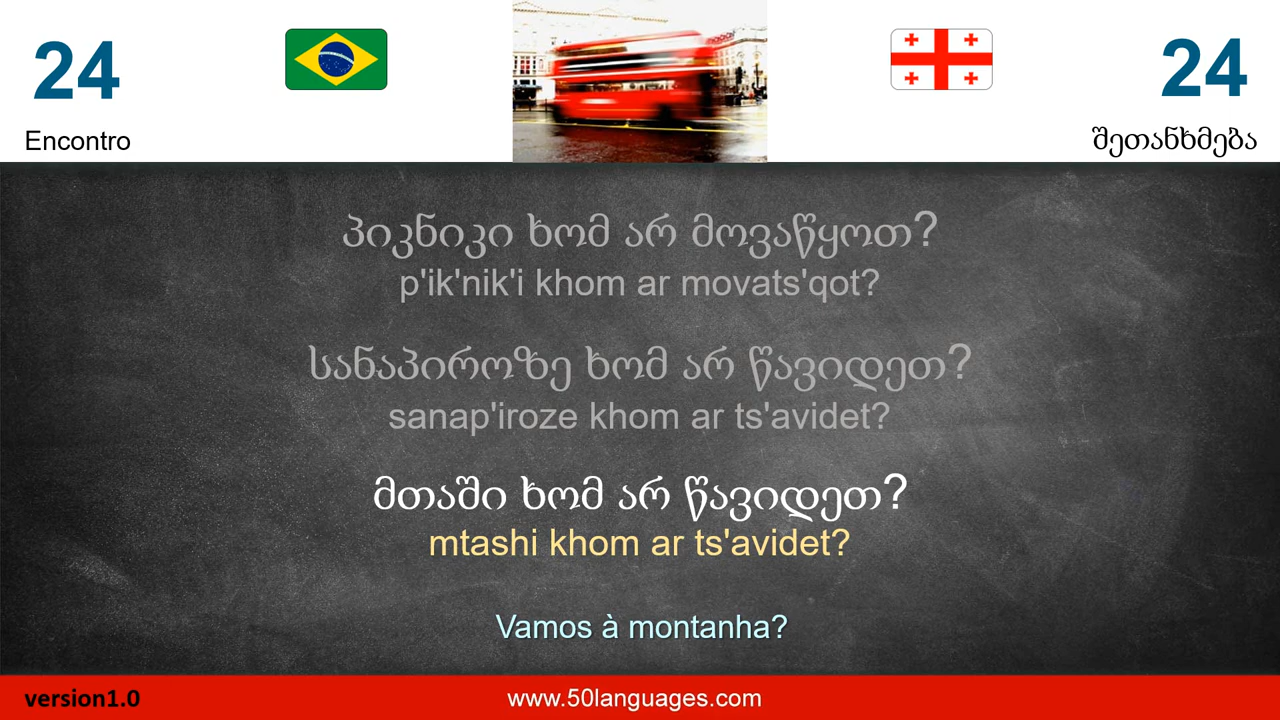 24
24
Encontro
შეთანხმება
პიკნიკი ხომ არ მოვაწყოთ?
p'ik'nik'i khom ar movats'qot?
სანაპიროზე ხომ არ წავიდეთ?
sanap'iroze khom ar ts'avidet?
მთაში ხომ არ წავიდეთ?
mtashi khom ar ts'avidet?
Vamos à montanha?
version1.0
www.50languages.com